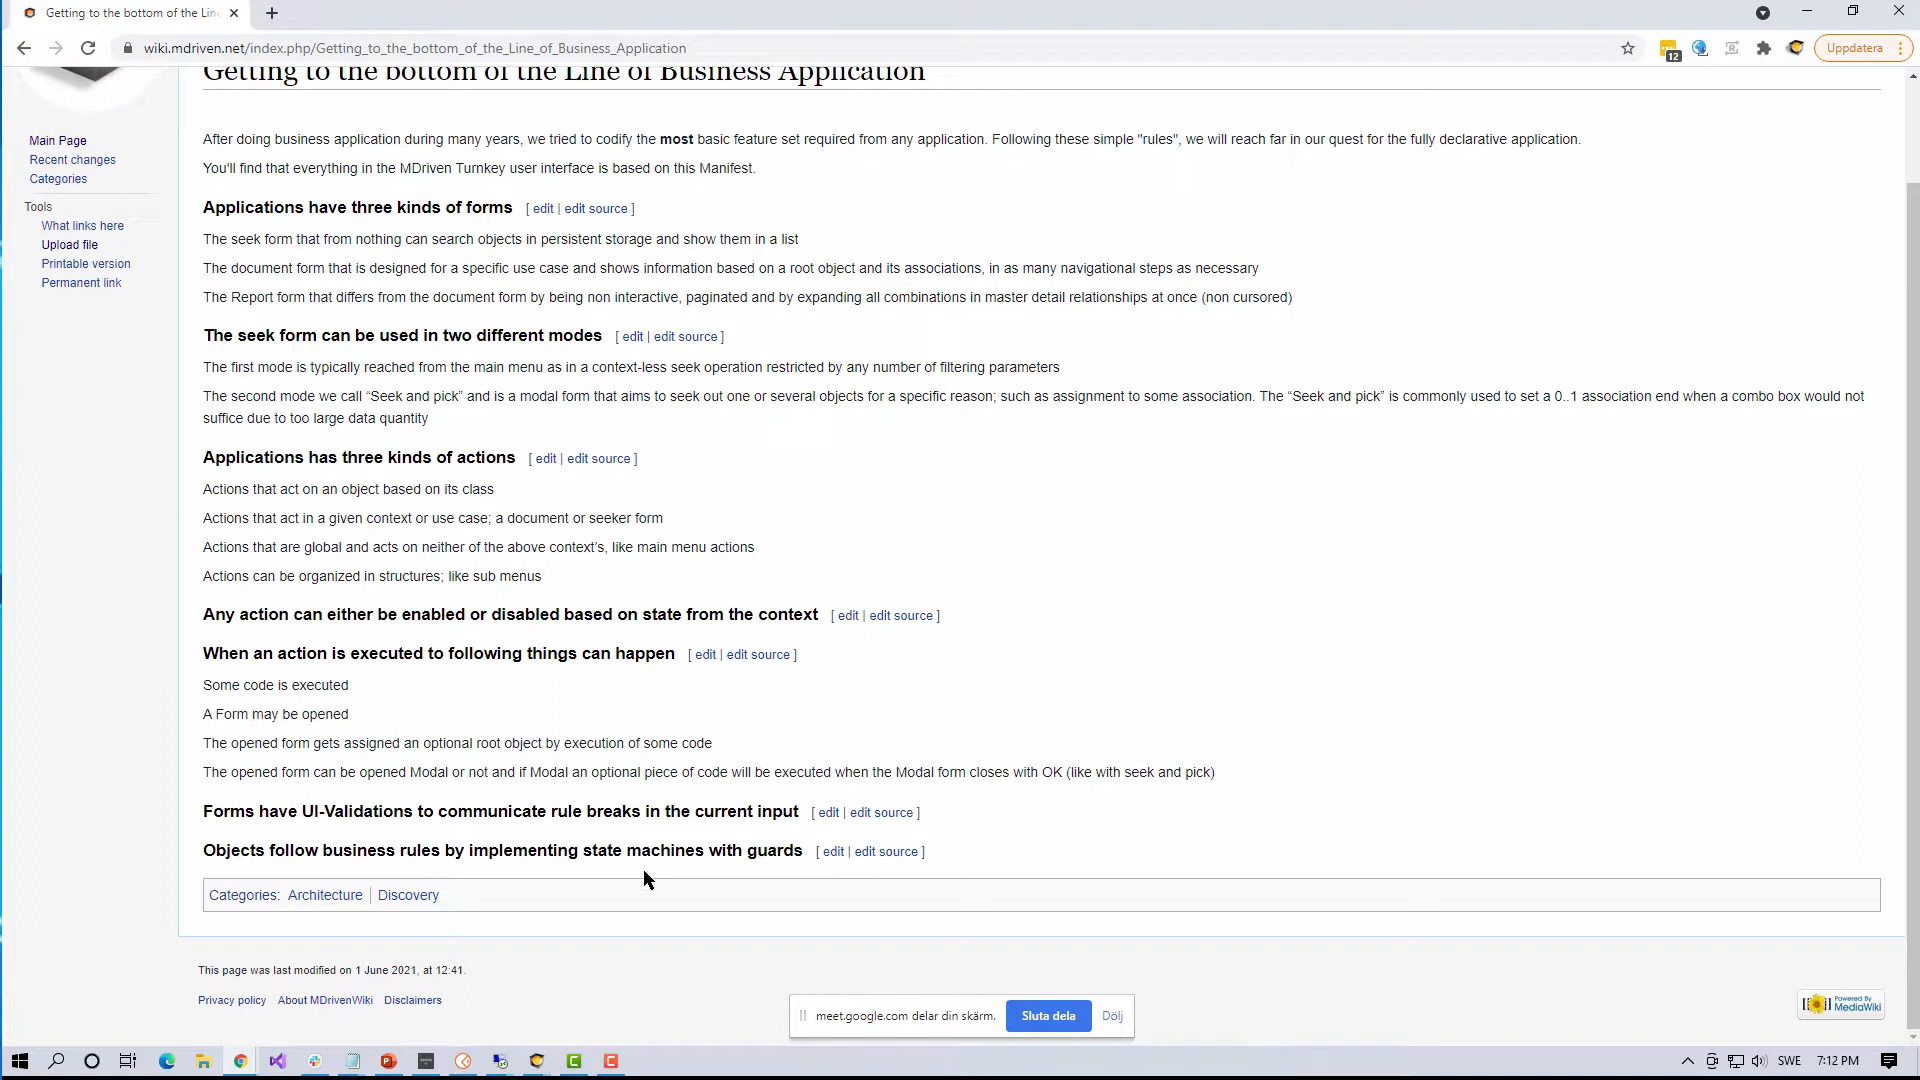 Getting to the bottom of the Lin
wiki.mdriven.net/index.php/Getting_to_the_bottom_of_the_Line_of_Business_Application
12
Uppdatera
Getting to the bottom of the Line of Business Application
Main Page
Recent changes
Categories
Tools
What links here
Upload file
Printable version
Permanent link
After doing business application during many years, we tried to codify the most basic feature set required from any application. Following these simple "rules", we will reach far in our quest for the fully declarative application.
You'll find that everything in the MDriven Turnkey user interface is based on this Manifest.
Applications have three kinds of forms [ edit | edit source ]
The seek form that from nothing can search objects in persistent storage and show them in a list
The document form that is designed for a specific use case and shows information based on a root object and its associations, in as many navigational steps as necessary
The Report form that differs from the document form by being non interactive, paginated and by expanding all combinations in master detail relationships at once (non cursored)
The seek form can be used in two different modes [ edit | edit source ]
The first mode is typically reached from the main menu as in a context-less seek operation restricted by any number of filtering parameters
The second mode we call “Seek and pick” and is a modal form that aims to seek out one or several objects for a specific reason; such as assignment to some association. The “Seek and pick” is commonly used to set a 0..1 association end when a combo box would not
suffice due to too large data quantity
Applications has three kinds of actions [ edit | edit source ]
Actions that act on an object based on its class
Actions that act in a given context or use case; a document or seeker form
Actions that are global and acts on neither of the above context's, like main menu actions
Actions can be organized in structures; like sub menus
Any action can either be enabled or disabled based on state from the context [ edit | edit source ]
When an action is executed to following things can happen [ edit | edit source ]
Some code is executed
A Form may be opened
The opened form gets assigned an optional root object by execution of some code
The opened form can be opened Modal or not and if Modal an optional piece of code will be executed when the Modal form closes with OK (like with seek and pick)
Forms have UI-Validations to communicate rule breaks in the current input [ edit | edit source ]
Objects follow business rules by implementing state machines with guards [ edit | edit source ]
Categories: Architecture | Discovery
This page was last modified on 1 June 2021, at 12:41.
Privacy policy About MDrivenWiki Disclaimers
Powered By
MediaWiki
meet.google.com delar din skärm. Sluta dela Dölj
SWE 7:12 PM